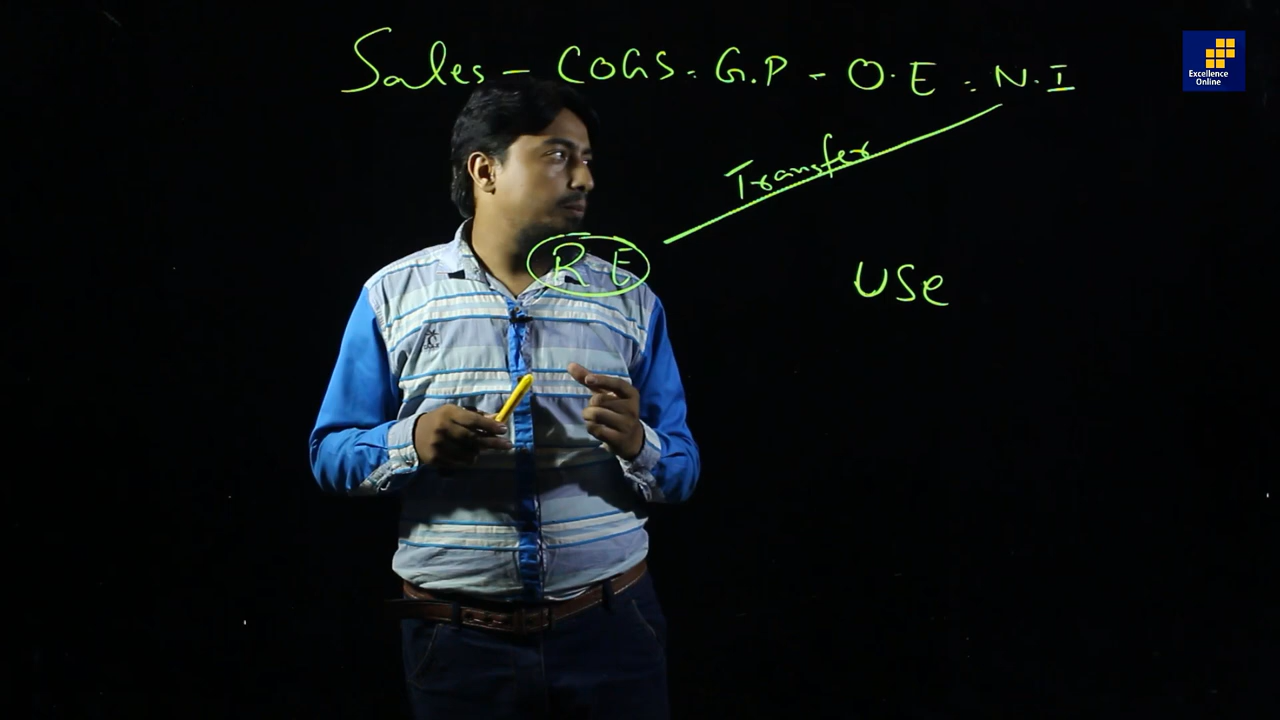 Sales - COGS = G.P - O.E = N.I
Transfer
RE
Use
Excellence
Online